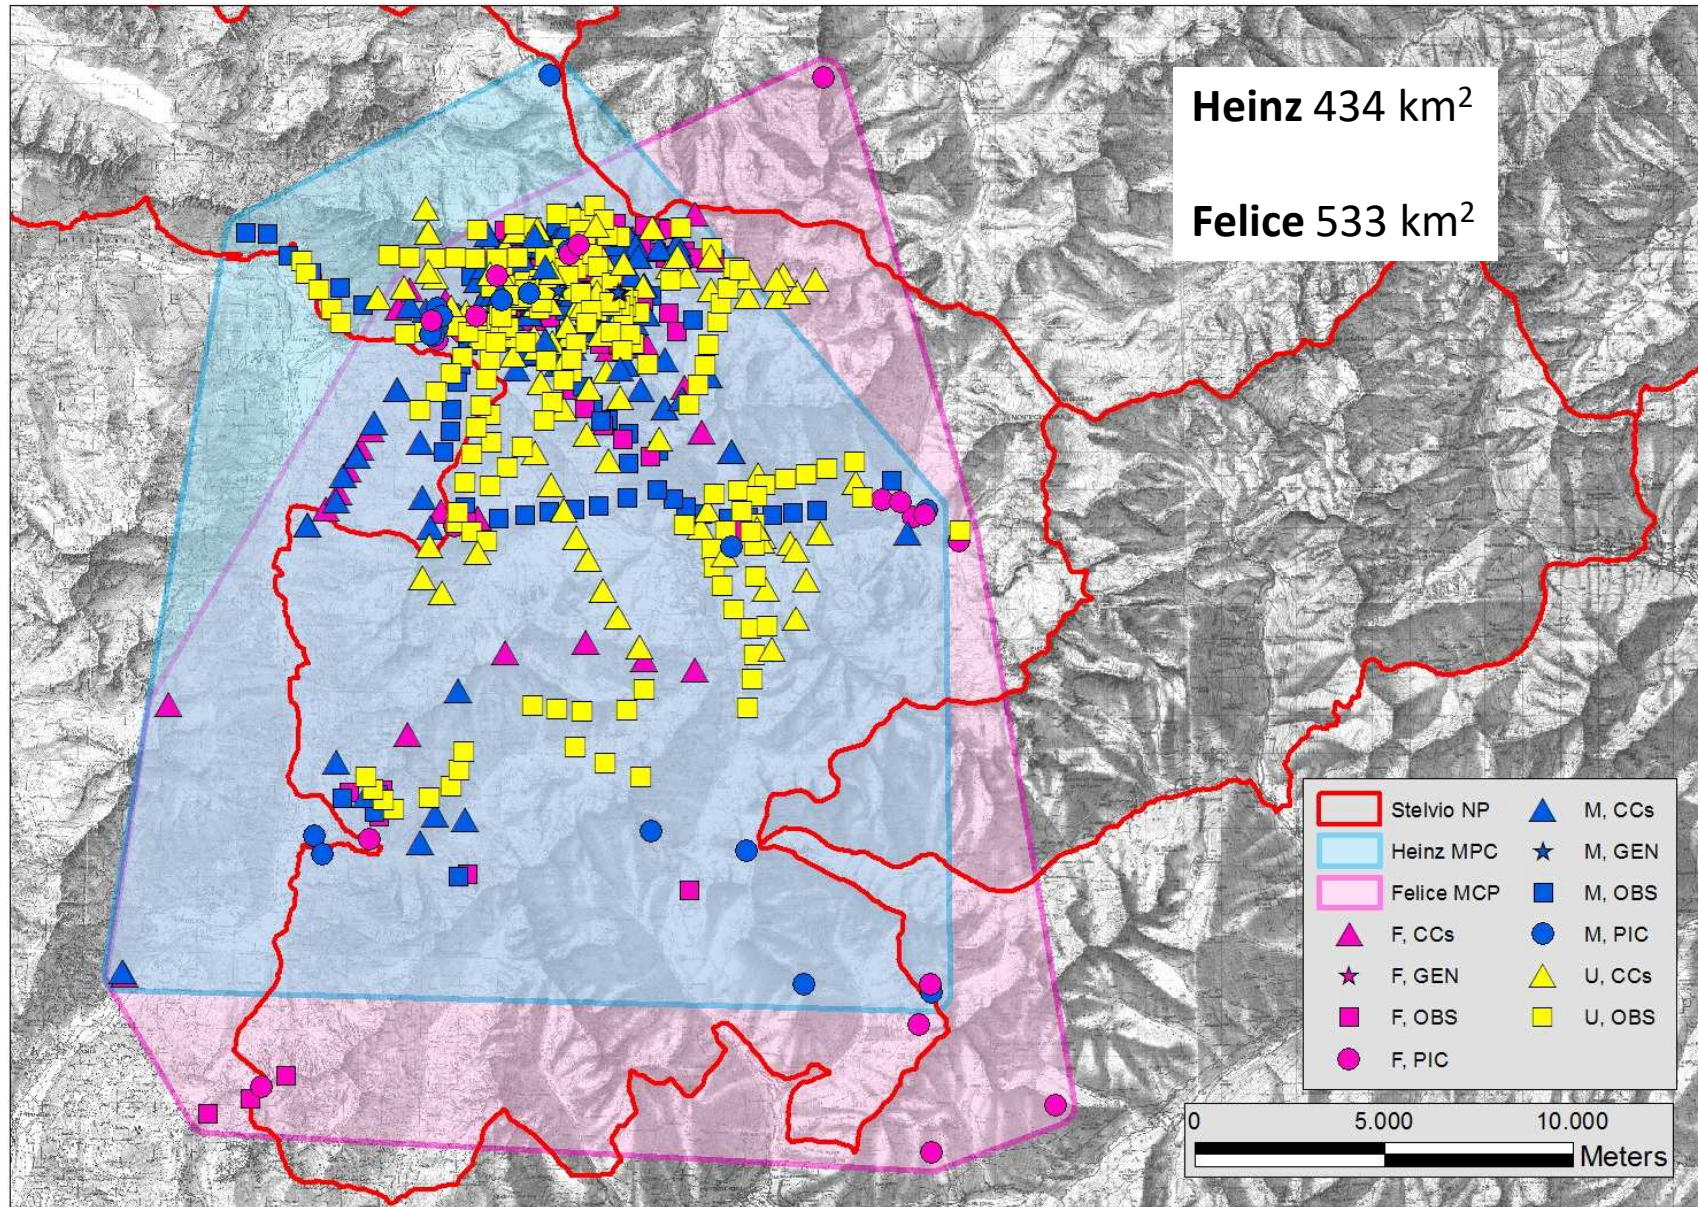 Heinz 434 km²
Felice 533 km²
Stelvio NP
Heinz MPC
Felice MCP
F, CCs
F, GEN
F, OBS
F, PIC
M, CCs
M, GEN
M, OBS
M, PIC
U, CCs
U, OBS
0 5.000 10.000
Meters